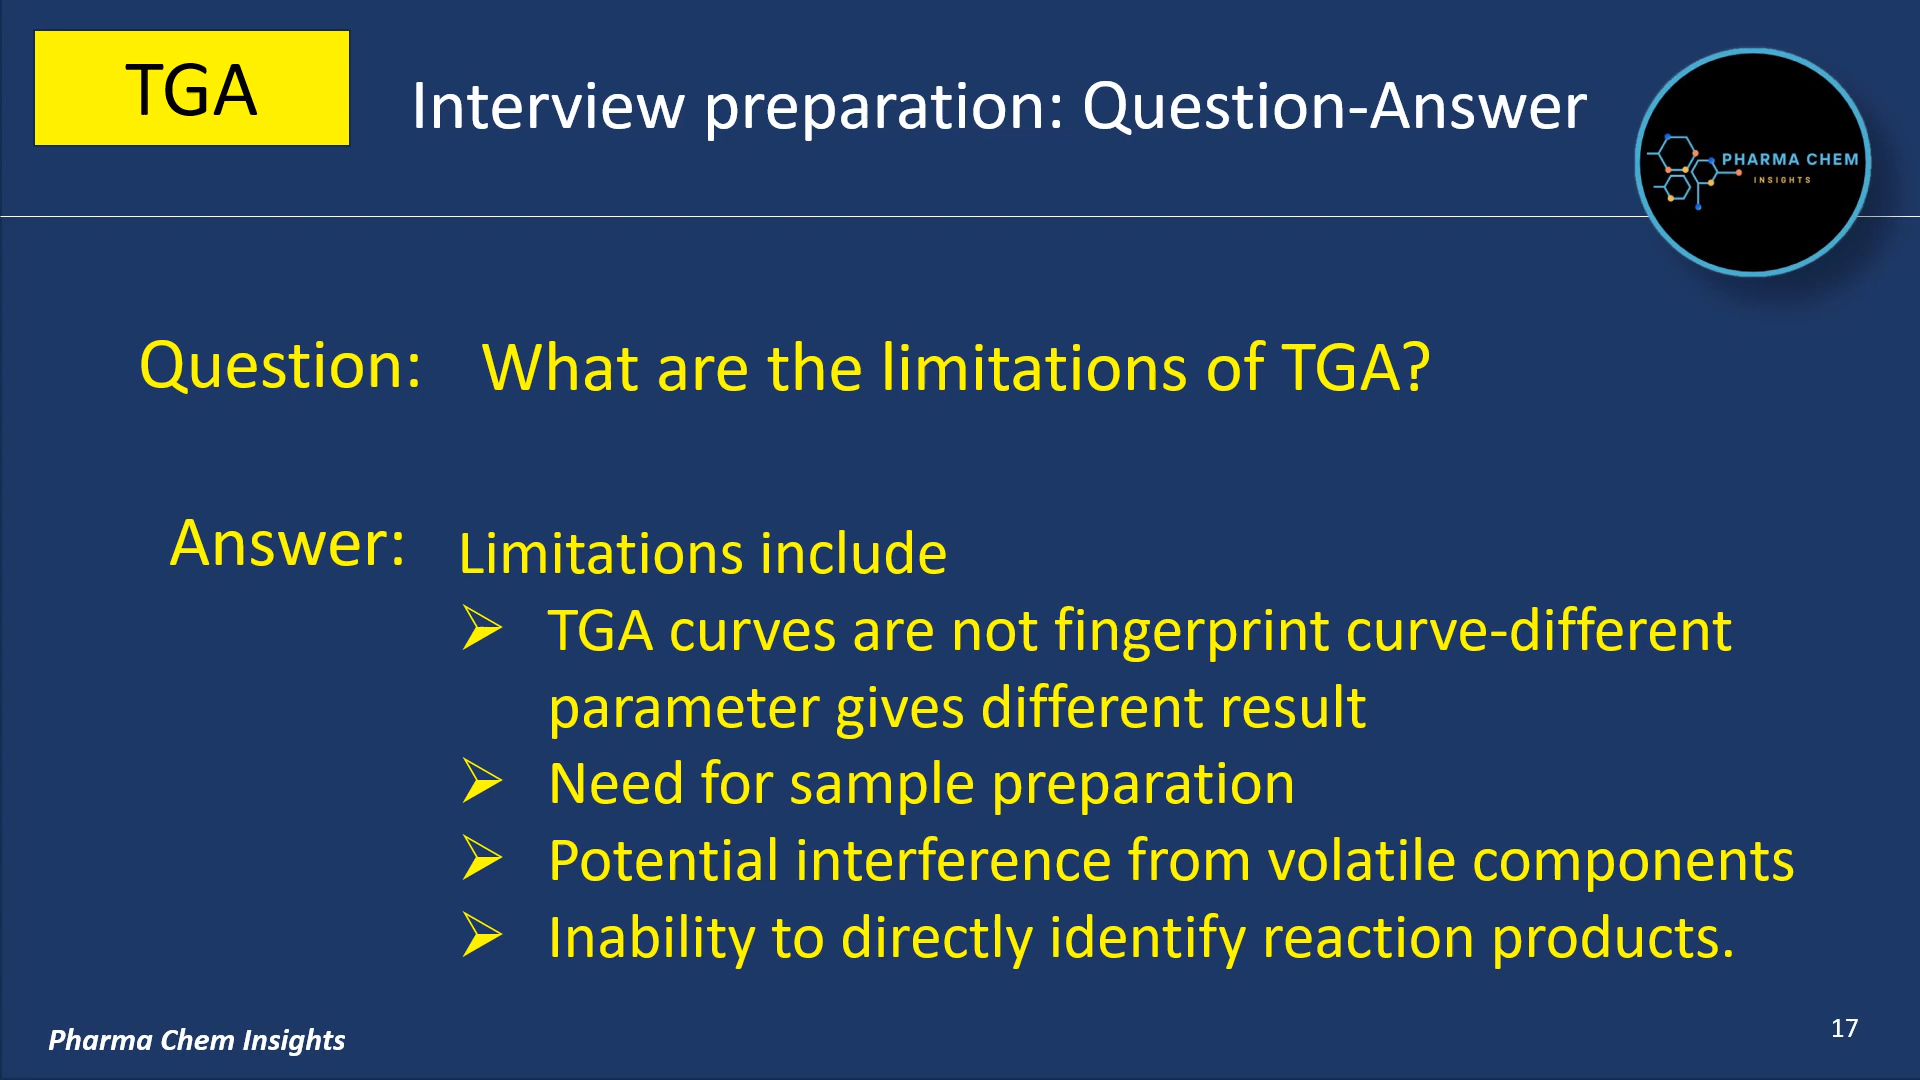 TGA
Interview preparation: Question-Answer
PHARMA CHEM
INSIGHTS
Question: What are the limitations of TGA?
Answer: Limitations include
➢ TGA curves are not fingerprint curve-different
parameter gives different result
➢ Need for sample preparation
➢ Potential interference from volatile components
➢ Inability to directly identify reaction products.
Pharma Chem Insights
17